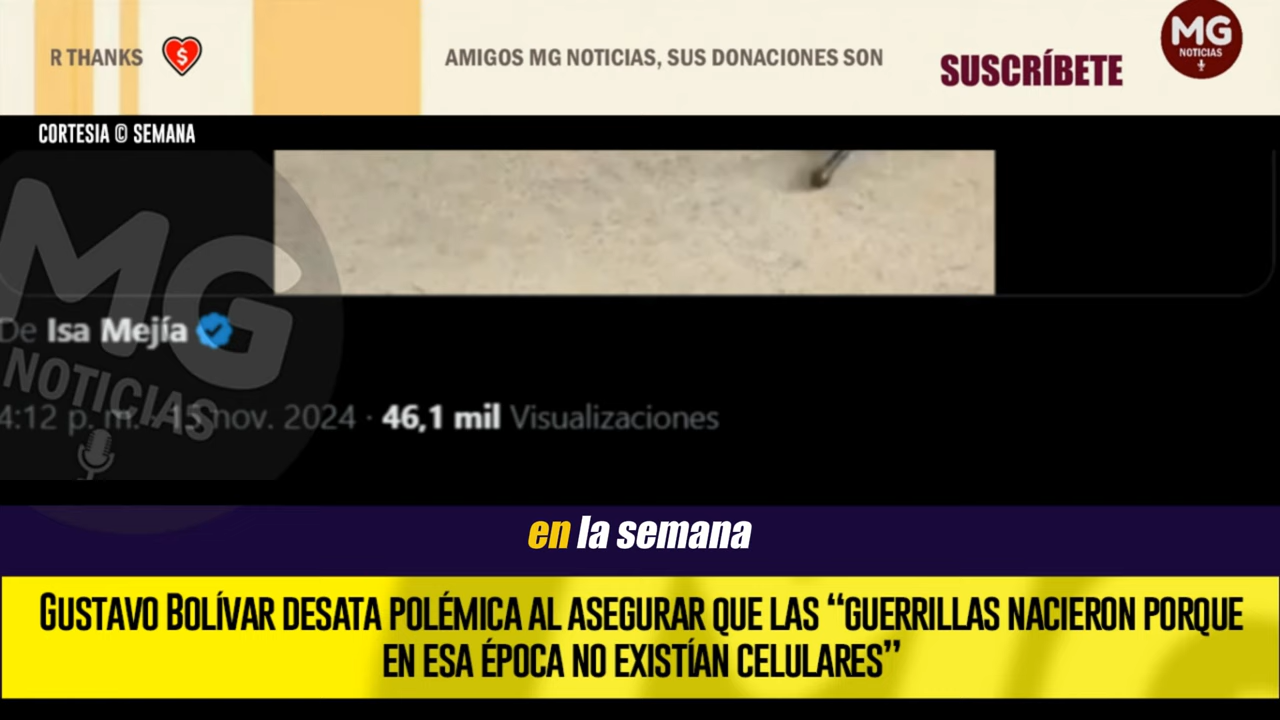 R THANKS
AMIGOS MG NOTICIAS, SUS DONACIONES SON
SUSCRÍBETE
MG
NOTICIAS
CORTESIA © SEMANA
MG
NOTICIAS
De Isa Mejía
4:12 p. m. · 15 nov. 2024 · 46,1 mil Visualizaciones
en la semana
GUSTAVO BOLÍVAR DESATA POLÉMICA AL ASEGURAR QUE LAS “GUERRILLAS NACIERON PORQUE
EN ESA ÉPOCA NO EXISTÍAN CELULARES”